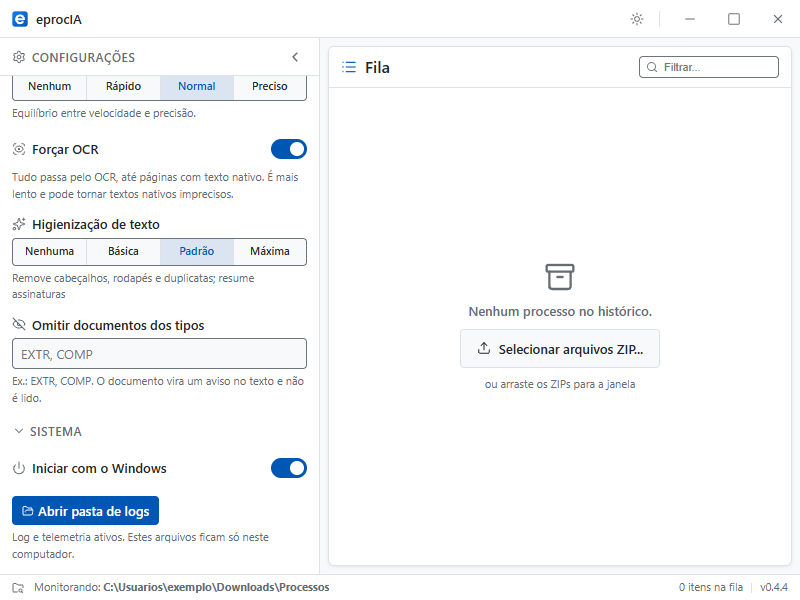 eprocIA
CONFIGURAÇÕES
Nenhum Rápido Normal Preciso
Equilíbrio entre velocidade e precisão.
Forçar OCR
Tudo passa pelo OCR, até páginas com texto nativo. É mais
lento e pode tornar textos nativos imprecisos.
Higienização de texto
Nenhuma Básica Padrão Máxima
Remove cabeçalhos, rodapés e duplicatas; resume
assinaturas
Omitir documentos dos tipos
EXTR, COMP
Ex.: EXTR, COMP. O documento vira um aviso no texto e não
é lido.
SISTEMA
Iniciar com o Windows
Abrir pasta de logs
Log e telemetria ativos. Estes arquivos ficam só neste
computador.
Fila
Filtrar...
Nenhum processo no histórico.
Selecionar arquivos ZIP...
ou arraste os ZIPs para a janela
Monitorando: C:\Usuarios\exemplo\Downloads\Processos
0 itens na fila v0.4.4